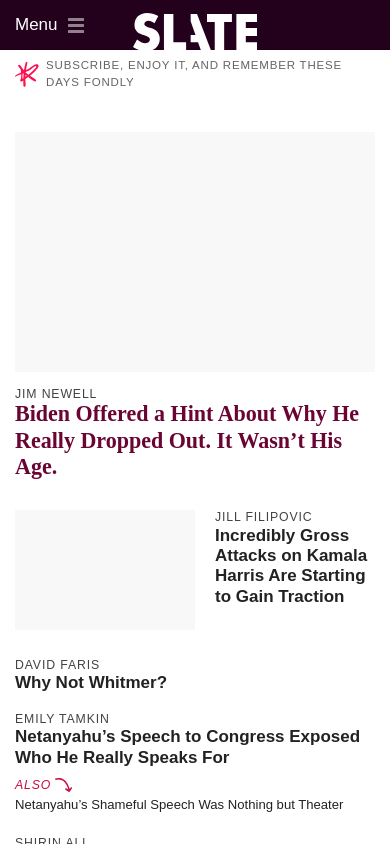 Menu
SLATE
SUBSCRIBE, ENJOY IT, AND REMEMBER THESE
DAYS FONDLY
JIM NEWELL
Biden Offered a Hint About Why He
Really Dropped Out. It Wasn’t His
Age.
JILL FILIPOVIC
Incredibly Gross
Attacks on Kamala
Harris Are Starting
to Gain Traction
DAVID FARIS
Why Not Whitmer?
EMILY TAMKIN
Netanyahu’s Speech to Congress Exposed
Who He Really Speaks For
ALSO
Netanyahu’s Shameful Speech Was Nothing but Theater
SHIRIN ALI